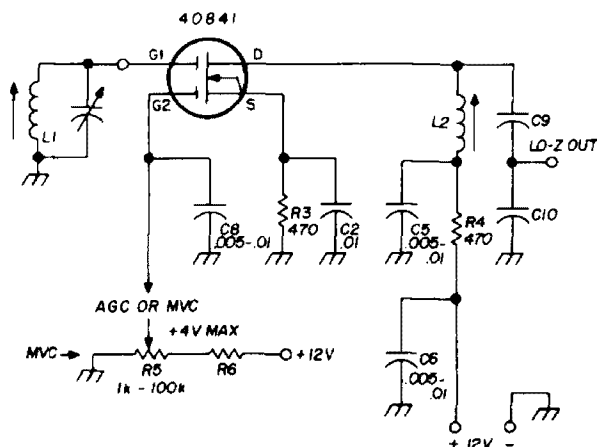 40841
G1
D
G2
S
L1
L2
C9
LO-Z OUT
C10
C8
.005-.01
R3
470
C2
.01
C5
.005-
.01
R4
470
AGC OR MVC
+4V MAX
MVC
R5
1k - 100k
R6
+12V
C6
.005-
.01
+ 12V -